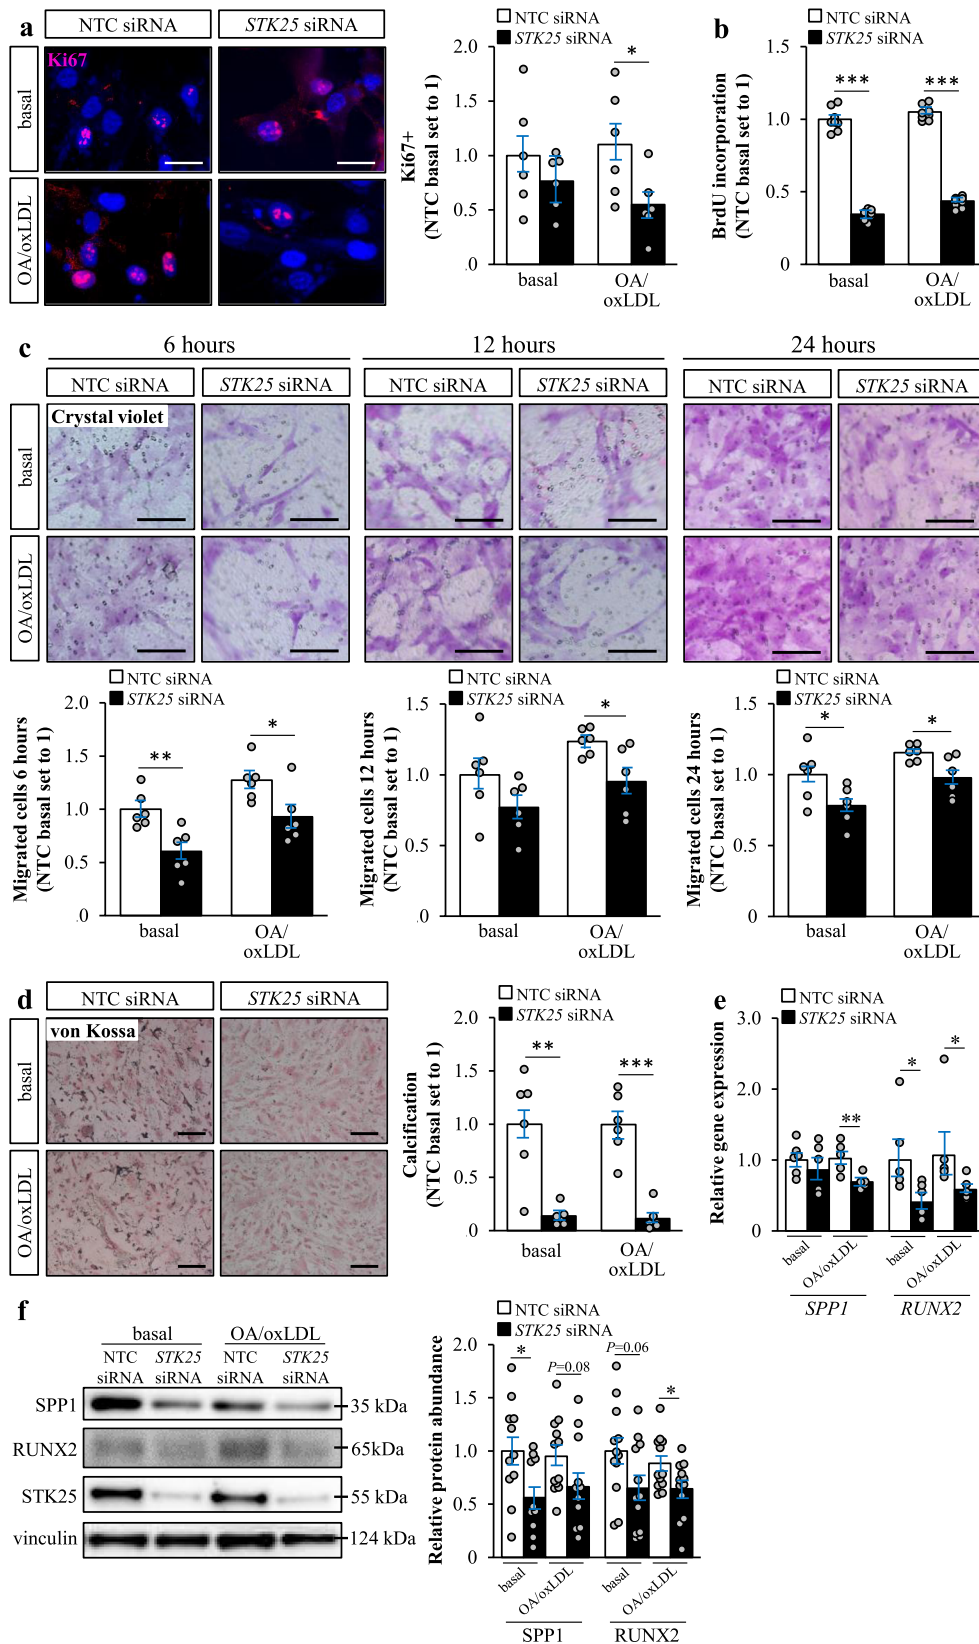 a
NTC siRNA
STK25 siRNA
Ki67
basal
OA/oxLDL
NTC siRNA
STK25 siRNA
Ki67+
(NTC basal set to 1)
2.0
1.5
1.0
0.5
.0
*
basal
OA/
oxLDL
b
NTC siRNA
STK25 siRNA
BrdU incorporation
(NTC basal set to 1)
1.5
1.0
0.5
0
***
***
basal
OA/
oxLDL
c
6 hours
12 hours
24 hours
NTC siRNA
STK25 siRNA
NTC siRNA
STK25 siRNA
NTC siRNA
STK25 siRNA
Crystal violet
basal
OA/oxLDL
NTC siRNA
STK25 siRNA
Migrated cells 6 hours
(NTC basal set to 1)
2.0
1.5
1.0
0.5
.0
**
*
basal
OA/
oxLDL
NTC siRNA
STK25 siRNA
Migrated cells 12 hours
(NTC basal set to 1)
1.5
1.0
0.5
.0
*
basal
OA/
oxLDL
NTC siRNA
STK25 siRNA
Migrated cells 24 hours
(NTC basal set to 1)
1.5
1.0
0.5
0
*
*
basal
OA/
oxLDL
d
NTC siRNA
STK25 siRNA
von Kossa
basal
OA/oxLDL
NTC siRNA
STK25 siRNA
Calcification
(NTC basal set to 1)
2.0
1.5
1.0
0.5
.0
**
***
basal
OA/
oxLDL
e
NTC siRNA
STK25 siRNA
Relative gene expression
3.0
2.0
1.0
0
**
*
*
basal
OA/oxLDL
basal
OA/oxLDL
SPP1
RUNX2
f
basal
OA/oxLDL
NTC siRNA
STK25 siRNA
NTC siRNA
STK25 siRNA
SPP1
35 kDa
RUNX2
65kDa
STK25
55 kDa
vinculin
124 kDa
NTC siRNA
STK25 siRNA
Relative protein abundance
2.0
1.5
1.0
0.5
0
*
P=0.08
P=0.06
*
basal
OA/oxLDL
basal
OA/oxLDL
SPP1
RUNX2